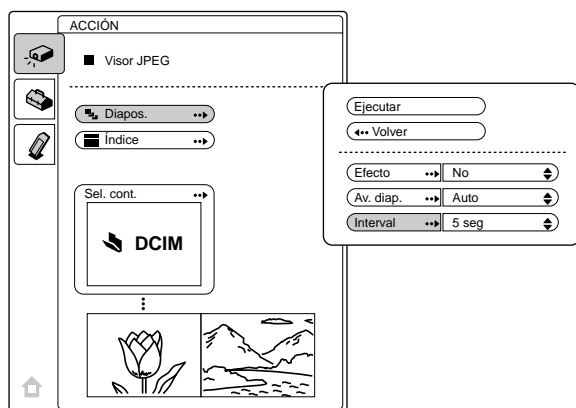 ACCIÓN
Visor JPEG
Diapos.
Índice
Sel. cont.
DCIM
Ejecutar
Volver
Efecto No
Av. diap. Auto
Interval 5 seg